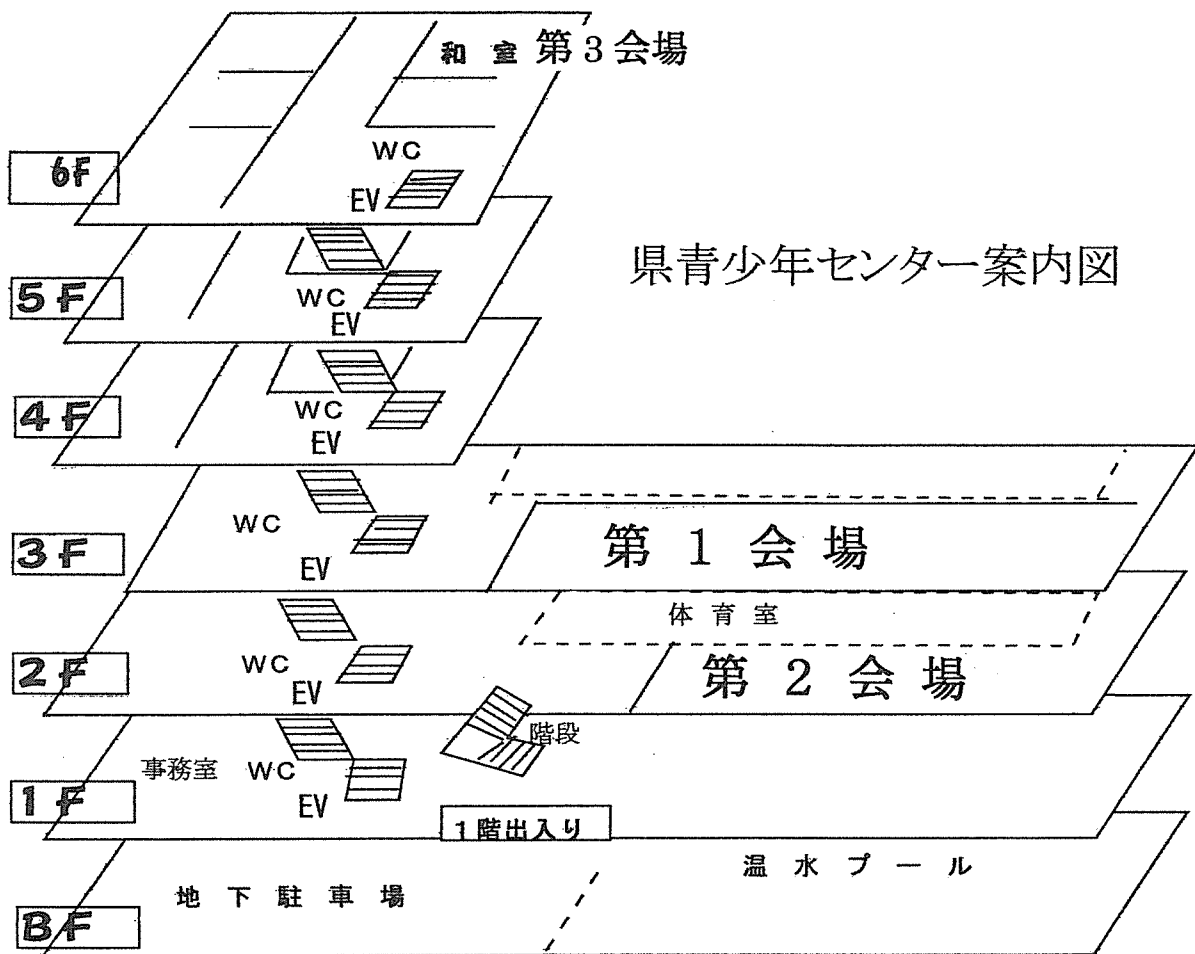 和室 第3会場
WC
6F
EV
県青少年センター案内図
5F
WC
EV
4F
WC
EV
WC
第1会場
3F
EV
体育室
2F
WC
第2会場
EV
階段
事務室 WC
1F
EV
1階出入り
温水プール
地下駐車場
BF